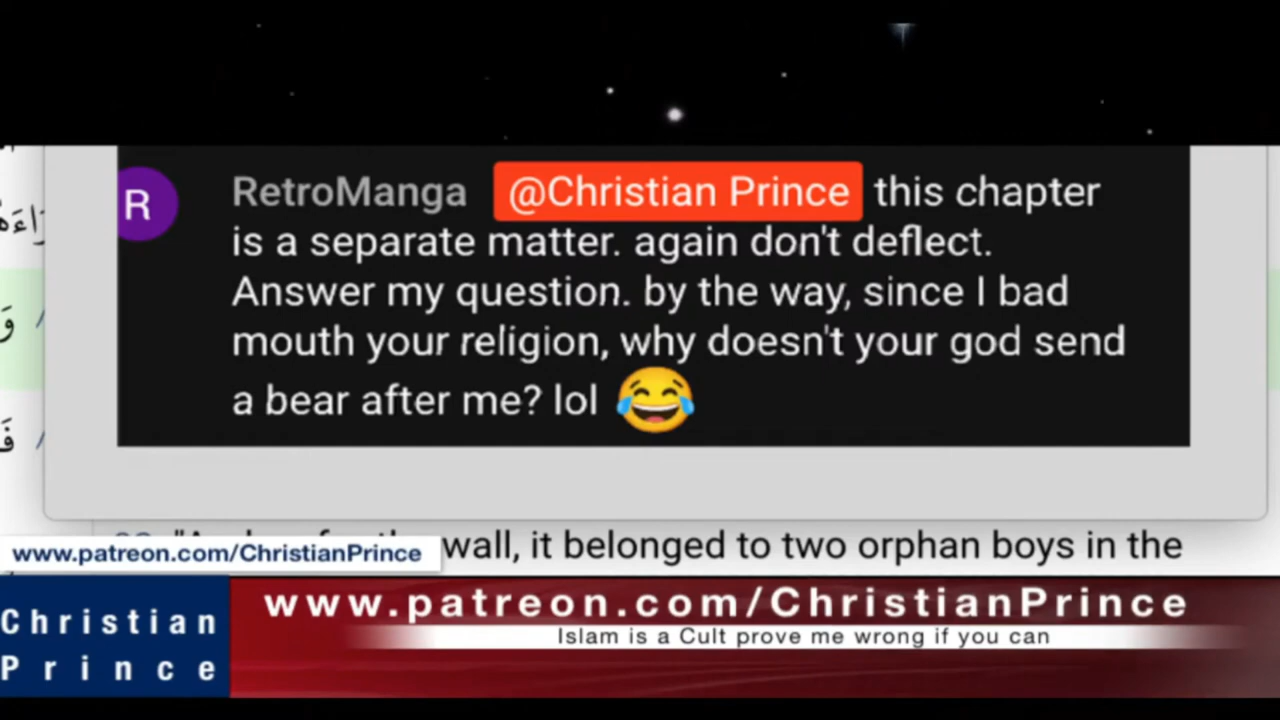 R
RetroManga @Christian Prince this chapter
is a separate matter. again don't deflect.
Answer my question. by the way, since I bad
mouth your religion, why doesn't your god send
a bear after me? lol 😂
wall, it belonged to two orphan boys in the
www.patreon.com/ChristianPrince
Christian
Prince
www.patreon.com/ChristianPrince
Islam is a Cult prove me wrong if you can